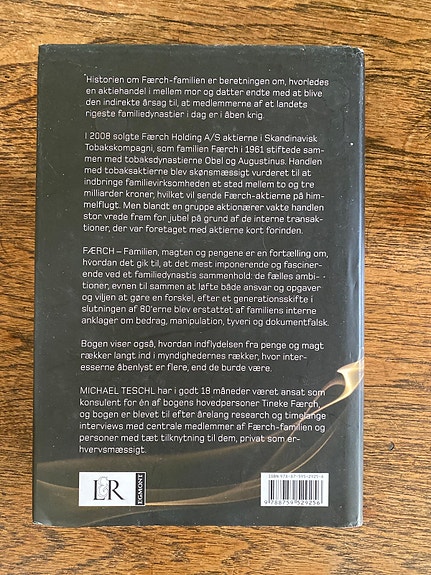 Historien om Færch-familien er beretningen om, hvorledes
en aktiehandel i mellem mor og datter endte med at blive
den indirekte årsag til, at medlemmerne af et landets
rigeste familiedynastier i dag er i åben krig.
I 2008 solgte Færch Holding A/S aktierne i Skandinavisk
Tobakskompagni, som familien Færch i 1961 stiftede sam-
men med tobaksdynastierne Obel og Augustinus. Handlen
med tobaksaktierne blev skønsmæssigt vurderet til at
indbringe familievirksomheden et sted mellem to og tre
milliarder kroner, hvilket vil sende Færch-aktierne på him-
melflugt. Men blandt en gruppe aktionærer vakte handlen
stor vrede frem for jubel på grund af de interne transak-
tioner, der var foretaget med aktierne kort forinden.
FÆRCH – Familien, magten og pengene er en fortælling om,
hvordan det gik til, at det mest imponerende og fasciner-
ende ved et familiedynastis sammenhold: de fælles ambi-
tioner, evnen til sammen at løfte både ansvar og opgaver
og viljen at gøre en forskel, efter et generationsskifte i
slutningen af 80'erne blev erstattet af familiens interne
anklager om bedrag, manipulation, tyveri og dokumentfalsk.
Bogen viser også, hvordan indflydelsen fra penge og magt
rækker langt ind i myndighedernes rækker, hvor inter-
esserne åbenlyst er flere, end de burde være.
MICHAEL TESCHL har i godt 18 måneder været ansat som
konsulent for én af bogens hovedpersoner Tineke Færch,
og bogen er blevet til efter årelang research og timelange
interviews med centrale medlemmer af Færch-familien og
personer med tæt tilknytning til dem, privat som er-
hvervsmæssigt.
L&R
EGMONT
ISBN 978-87-595-2925-6
9 788759 529256